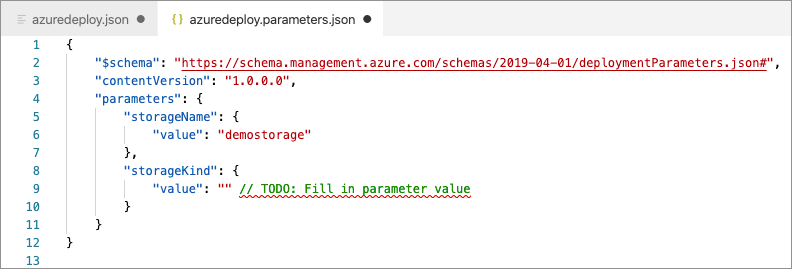 azuredeploy.json ● { } azuredeploy.parameters.json ●
1 {
2 "$schema": "https://schema.management.azure.com/schemas/2019-04-01/deploymentParameters.json#",
3 "contentVersion": "1.0.0.0",
4 "parameters": {
5 "storageName": {
6 "value": "demostorage"
7 },
8 "storageKind": {
9 "value": "" // TODO: Fill in parameter value
10 }
11 }
12 }
13